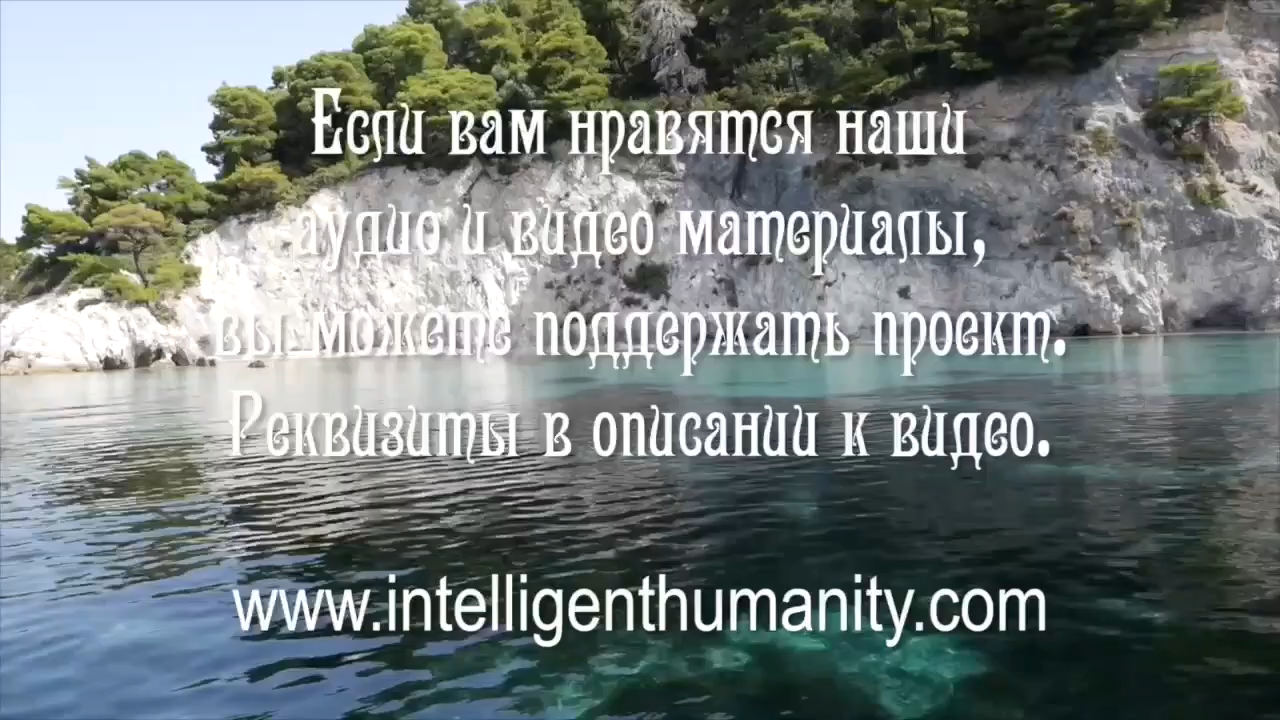 Если вам нравятся наши
аудио и видео материалы,
вы можете поддержать проект.
Реквизиты в описании к видео.
www.intelligenthumanity.com